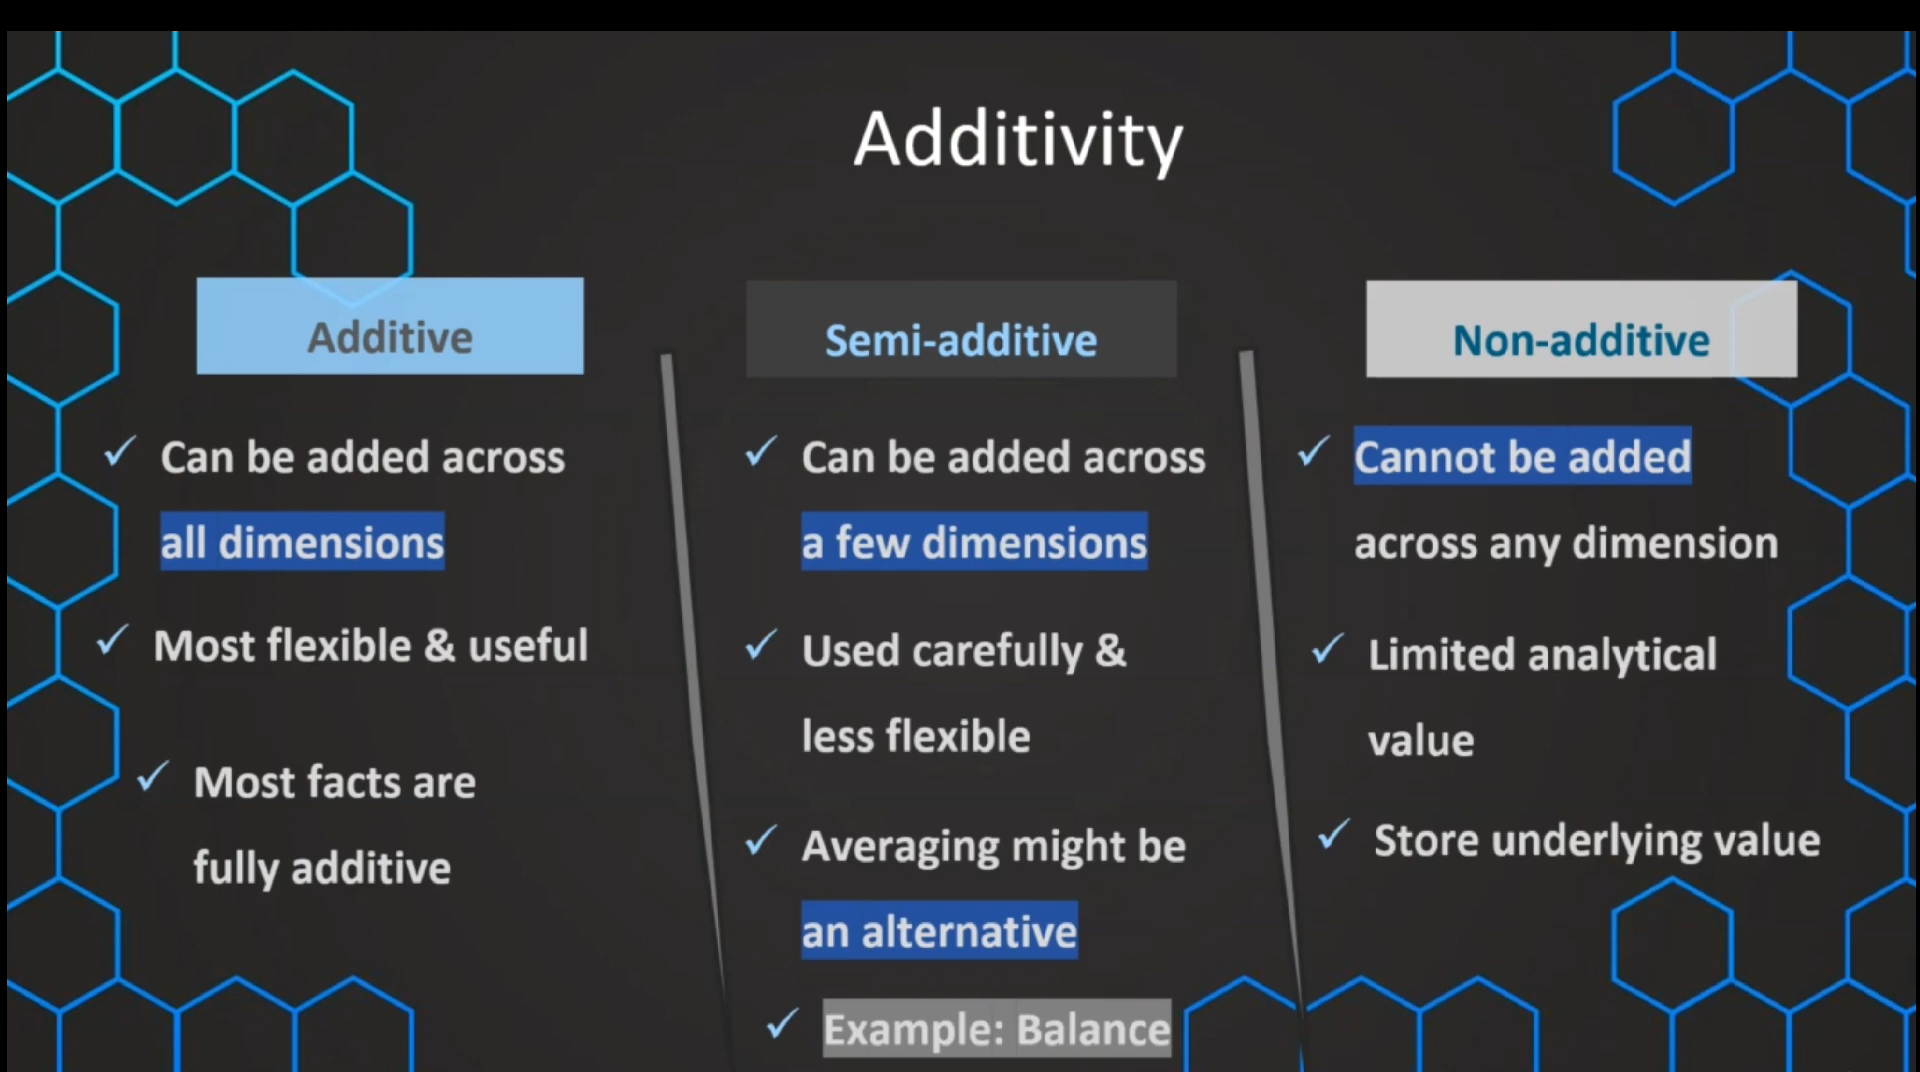 Additivity
Additive
Can be added across
all dimensions
Most flexible & useful
Most facts are
fully additive
Semi-additive
Can be added across
a few dimensions
Used carefully &
less flexible
Averaging might be
an alternative
Example: Balance
Non-additive
Cannot be added
across any dimension
Limited analytical
value
Store underlying value